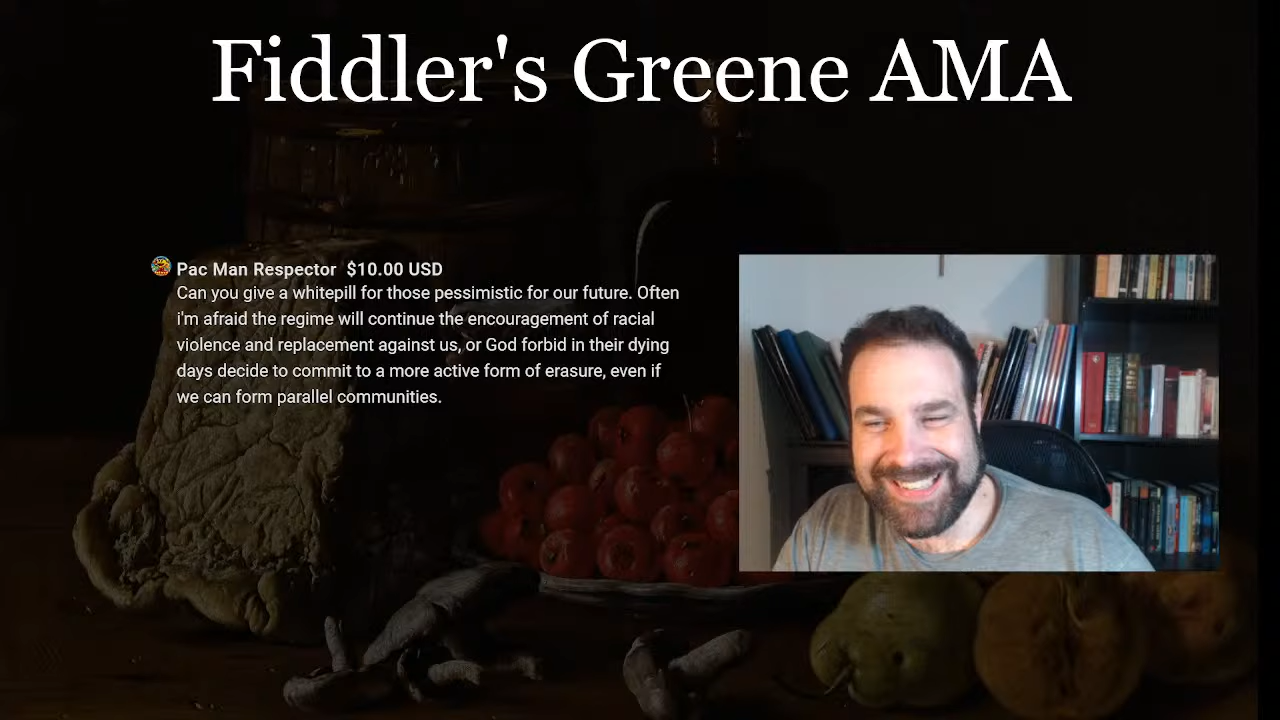 Fiddler's Greene AMA
Pac Man Respector $10.00 USD
Can you give a whitepill for those pessimistic for our future. Often
i'm afraid the regime will continue the encouragement of racial
violence and replacement against us, or God forbid in their dying
days decide to commit to a more active form of erasure, even if
we can form parallel communities.